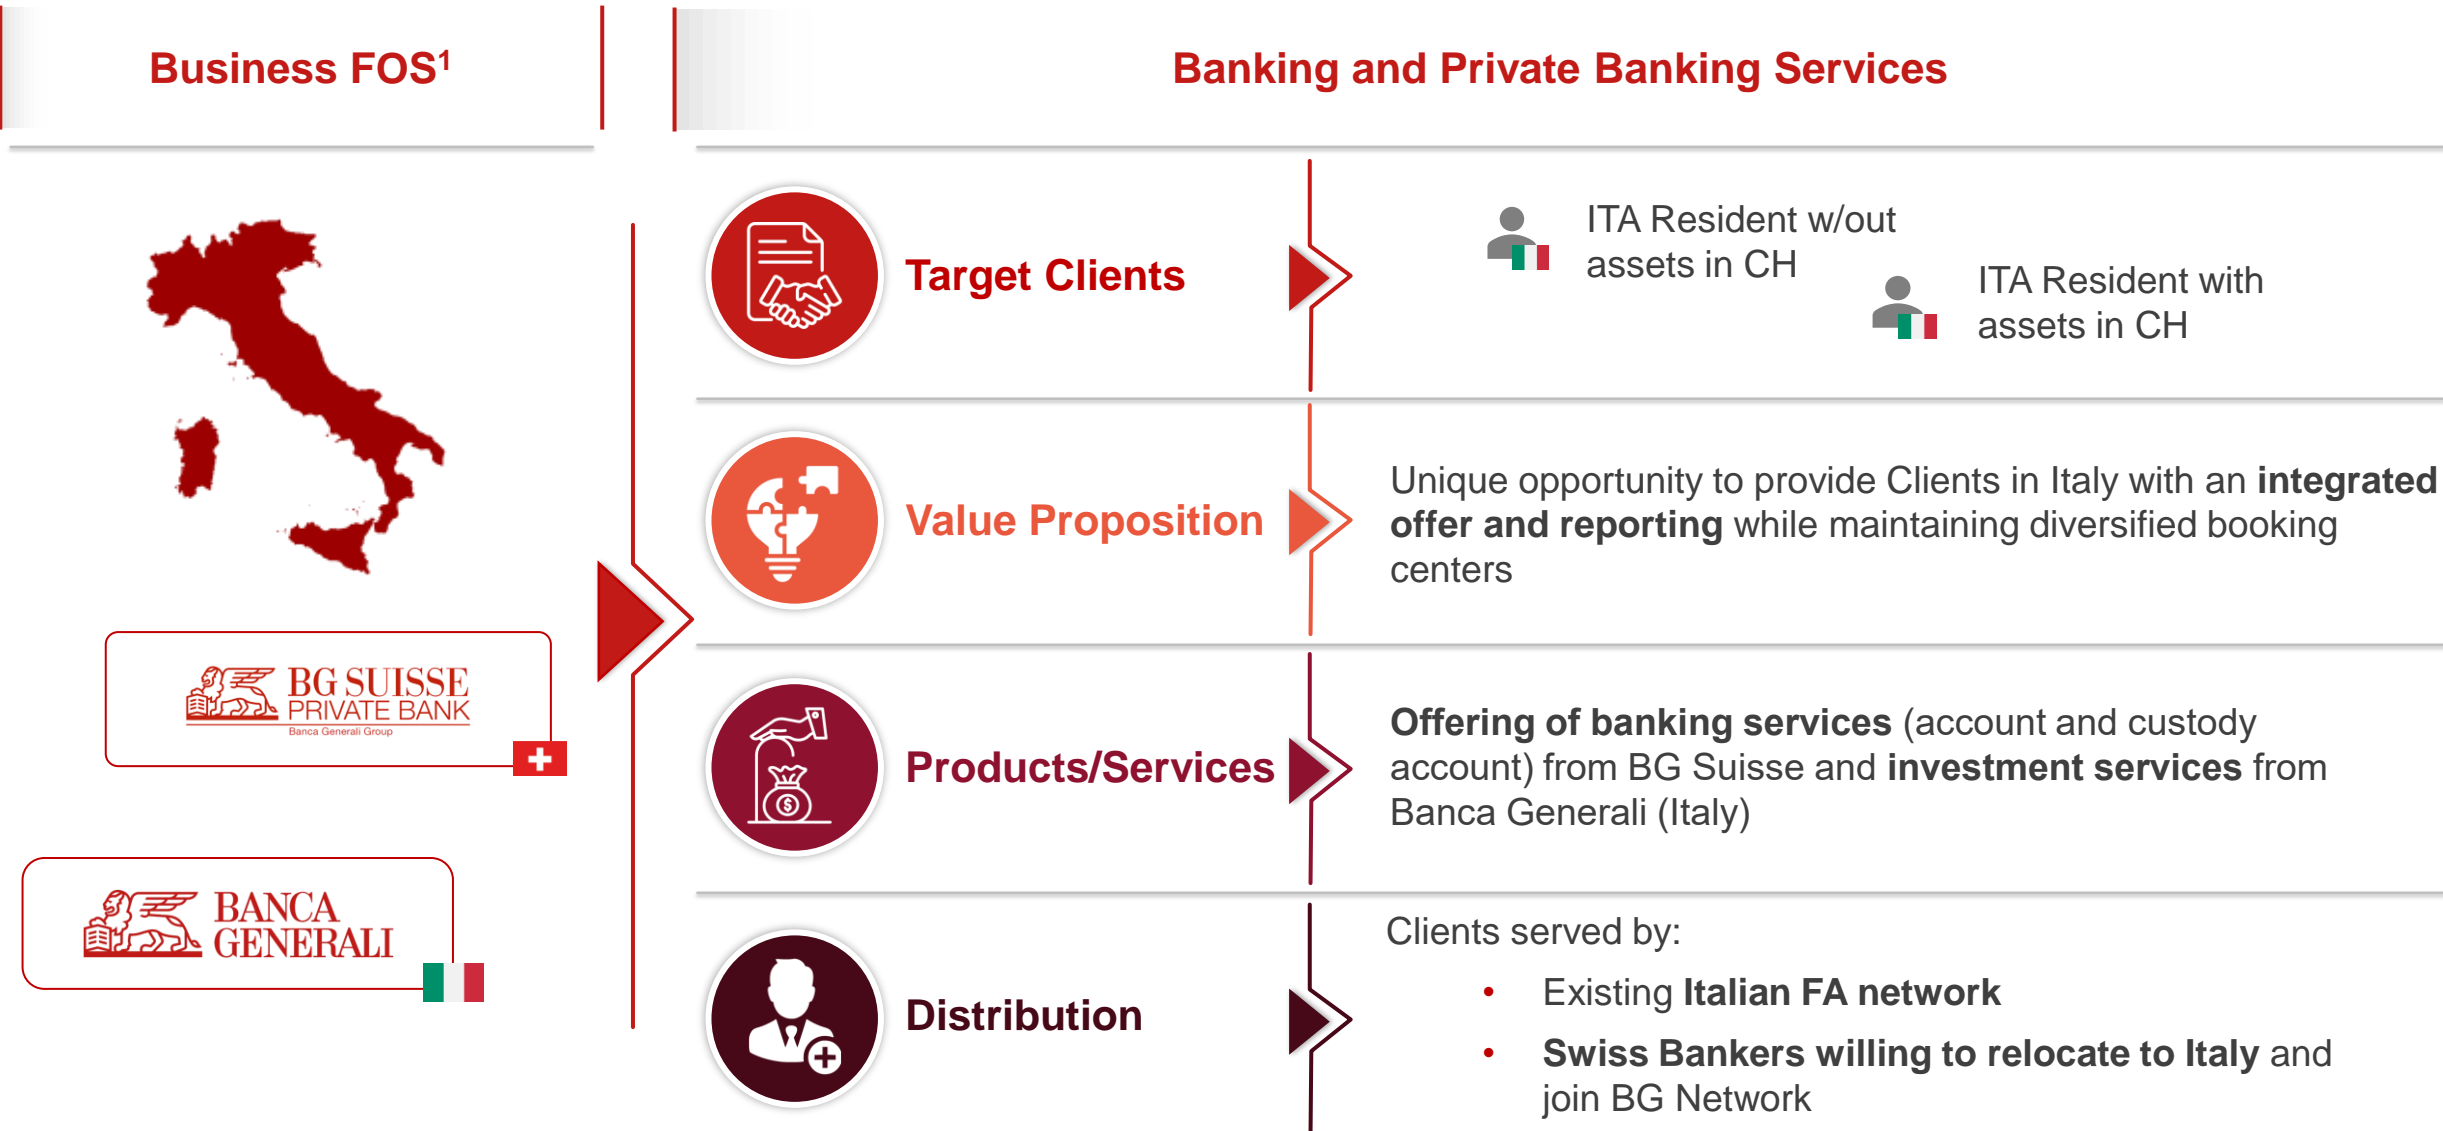 Business FOS¹
Banking and Private Banking Services
BG SUISSE
PRIVATE BANK
Banca Generali Group
BANCA
GENERALI
Target Clients
ITA Resident w/out
assets in CH
ITA Resident with
assets in CH
Value Proposition
Unique opportunity to provide Clients in Italy with an integrated
offer and reporting while maintaining diversified booking
centers
Products/Services
Offering of banking services (account and custody
account) from BG Suisse and investment services from
Banca Generali (Italy)
Distribution
Clients served by:
• Existing Italian FA network
• Swiss Bankers willing to relocate to Italy and
join BG Network